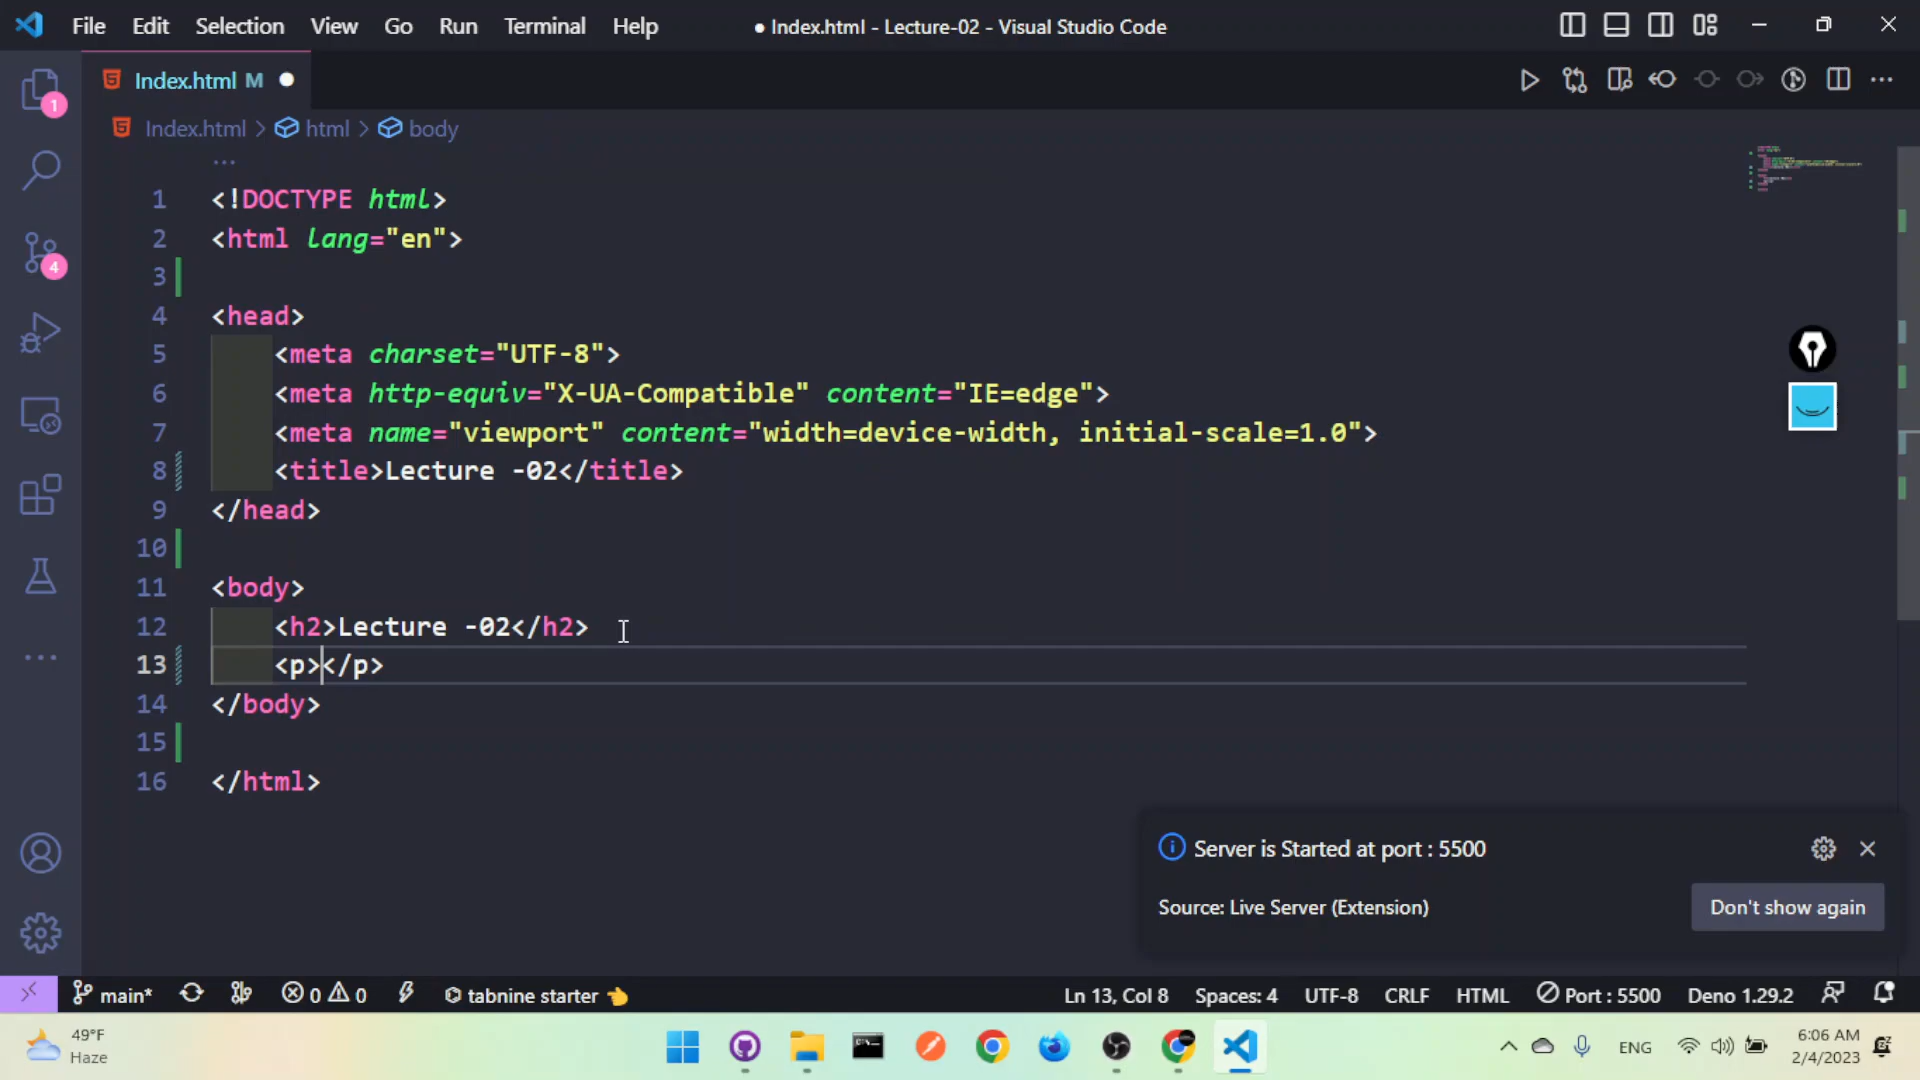 File Edit Selection View Go Run Terminal Help ● Index.html - Lecture-02 - Visual Studio Code
Index.html M ●
Index.html > html > body
...
1 <!DOCTYPE html>
2 <html lang="en">
3
4 <head>
5 <meta charset="UTF-8">
6 <meta http-equiv="X-UA-Compatible" content="IE=edge">
7 <meta name="viewport" content="width=device-width, initial-scale=1.0">
8 <title>Lecture -02</title>
9 </head>
10
11 <body>
12 <h2>Lecture -02</h2>
13 <p></p>
14 </body>
15
16 </html>
1
4
Server is Started at port : 5500
Source: Live Server (Extension)
Don't show again
main* 0 0 tabnine starter Ln 13, Col 8 Spaces: 4 UTF-8 CRLF HTML Port : 5500 Deno 1.29.2
49°F
Haze
ENG
6:06 AM
2/4/2023